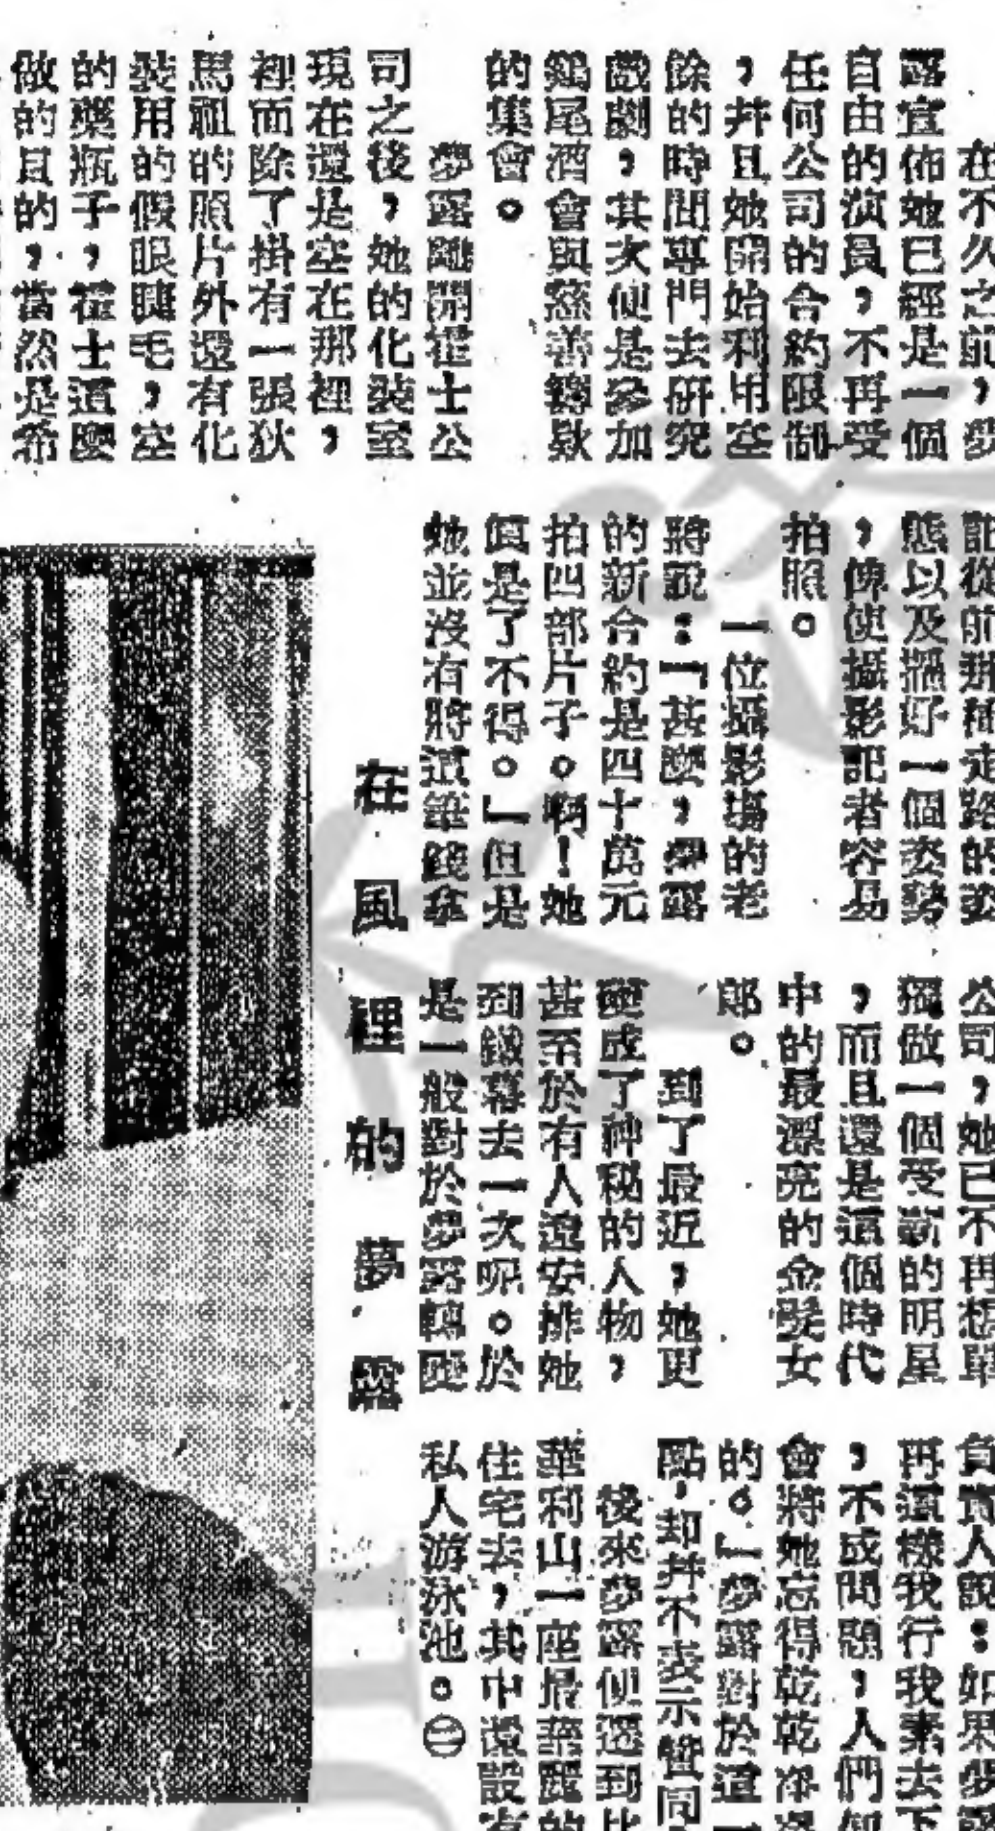 在不久之前，夢
露宣佈她已經是一個
自由的演員，不再受
任何公司的合約限制
，幷且她開始利用空
餘的時間專門去研究
戲劇，其次便是參加
鷄尾酒會與慈善籌欵
的集會。
夢露離開霍士公
司之後，她的化裝室
現在還是空在那裡，
裡而除了掛有一張狄
馬祖的照片外還有化
裝用的假眼睫毛，空
的藥瓶子，霍士這麼
做的目的，當然是希
從前那種走路的姿
態以及擺好一個姿勢
，俾使攝影記者容易
拍照。
一位攝影塲的老
將說：「甚麼，夢露
的新合約是四十萬元
拍四部片子。啊！她
眞是了不得。」但是
她並沒有將這筆錢拿
公司，她已不再想單
獨做一個受訓的明星
，而且還是這個時代
中的最漂亮的金髮女
郎。
到了最近，她更
變成了神秘的人物，
甚至於有人違安排她
到鐵幕去一次呢。於
是一般對於夢露轉變
負責人說：如果夢露
再這樣我行我素去下
，不成問題，人們
會將她忘得乾乾淨淨
的。」夢露對於這一
點，却幷不表示贊同
後來夢露便遷到比
華利山一座最華麗的
住宅去，其中還設有
私人游泳池。㊁
在風裡的夢露